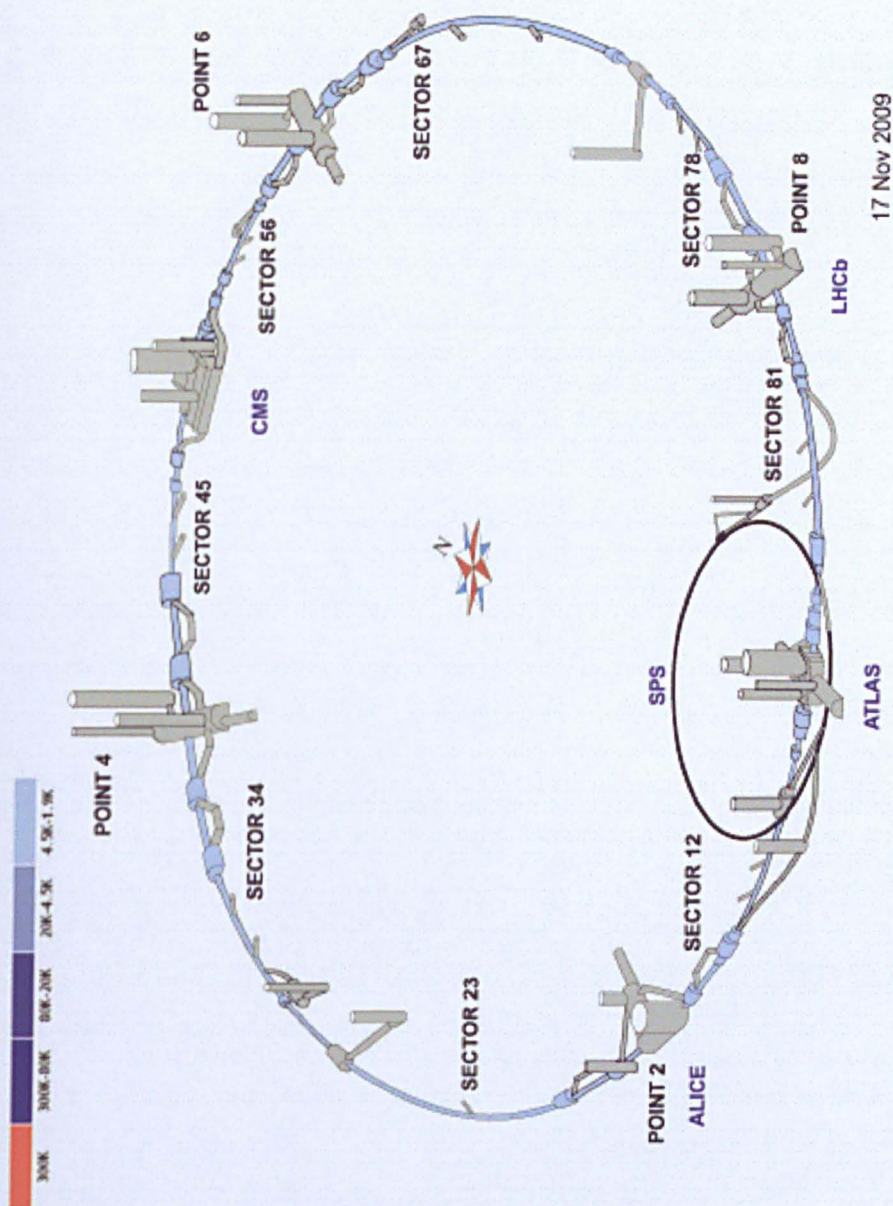 300K
300K-80K
80K-20K
20K-4.5K
4.5K-1.9K
POINT 4
POINT 6
SECTOR 34
SECTOR 45
SECTOR 56
SECTOR 67
CMS
N
SECTOR 23
POINT 2
ALICE
SECTOR 12
SPS
ATLAS
SECTOR 81
SECTOR 78
POINT 8
LHCb
17 Nov 2009